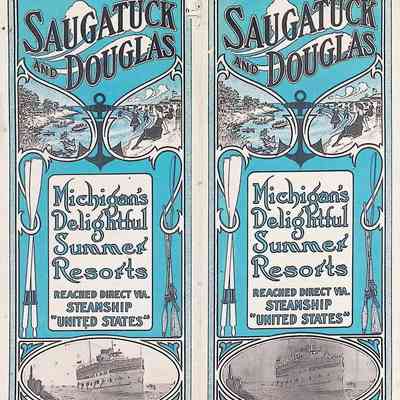 SAUGATUCK
AND DOUGLAS
Michigan's
Delightful
Summer
Resorts
REACHED DIRECT VIA.
STEAMSHIP
"UNITED STATES"
SAUGATUCK
AND DOUGLAS
Michigan's
Delightful
Summer
Resorts
REACHED DIRECT VIA.
STEAMSHIP
"UNITED STATES"